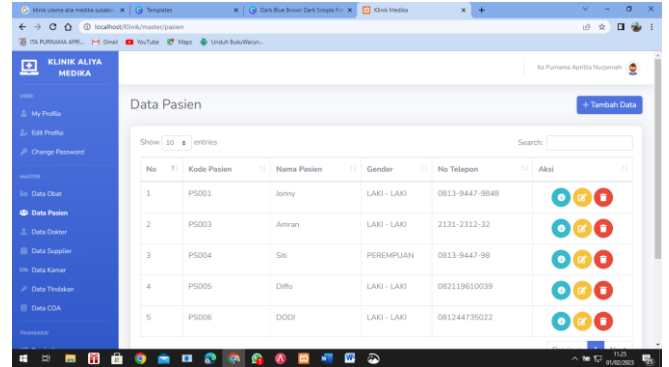 klinik utama alia medika sukabu
Templates
Dark Blue Brown Dark Simple Pi
Klinik Medika
localhost/Klinik/master/pasien
ITA PURNAMA APRI...
Gmail
YouTube
Maps
Unduh BukuWarun...
KLINIK ALIYA
MEDIKA
Ita Purnama Aprillia Nurjannah
USER
My Profile
Edit Profile
Change Password
MASTER
Data Obat
Data Pasien
Data Dokter
Data Supplier
Data Kamar
Data Tindakan
Data COA
TRANSAKSI
Data Pasien
+ Tambah Data
Show 10 entries
Search:
No Kode Pasien Nama Pasien Gender No Telepon Aksi
1 PS001 Jonny LAKI - LAKI 0813-9447-9848
2 PS003 Amran LAKI - LAKI 2131-2312-32
3 PS004 Siti PEREMPUAN 0813-9447-98
4 PS005 Diffo LAKI - LAKI 082119610039
5 PS006 DODI LAKI - LAKI 081244735022
Previous 1 Next
11.25
01/02/2023